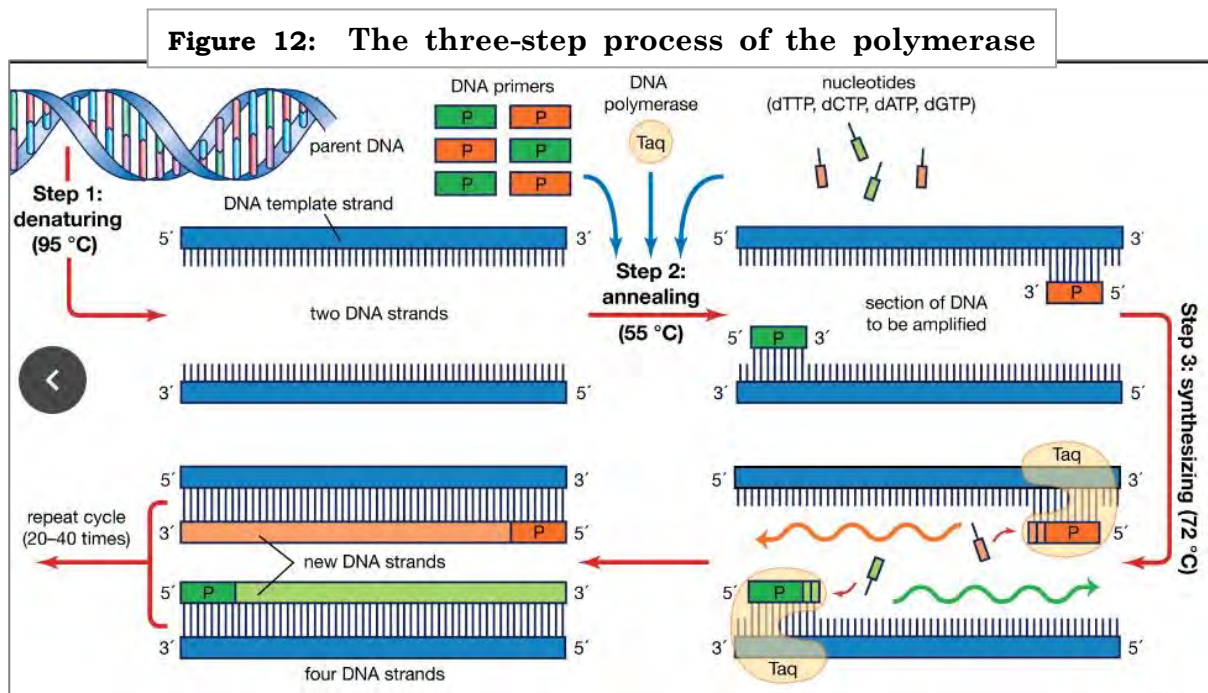 Figure 12: The three-step process of the polymerase
DNA primers
P P
P P
P P
DNA
polymerase
Taq
nucleotides
(dTTP, dCTP, dATP, dGTP)
parent DNA
Step 1:
denaturing
(95 °C)
DNA template strand
5´ 3´
two DNA strands
3´ 5´
Step 2:
annealing
(55 °C)
5´ 3´
3´ P 5´
section of DNA
to be amplified
5´ P 3´
3´ 5´
Step 3: synthesizing (72 °C)
Taq
5´ 3´
P 5´
5´ P
3´ 5´
Taq
5´ 3´
3´ P 5´
new DNA strands
5´ P 3´
3´ 5´
four DNA strands
repeat cycle
(20–40 times)